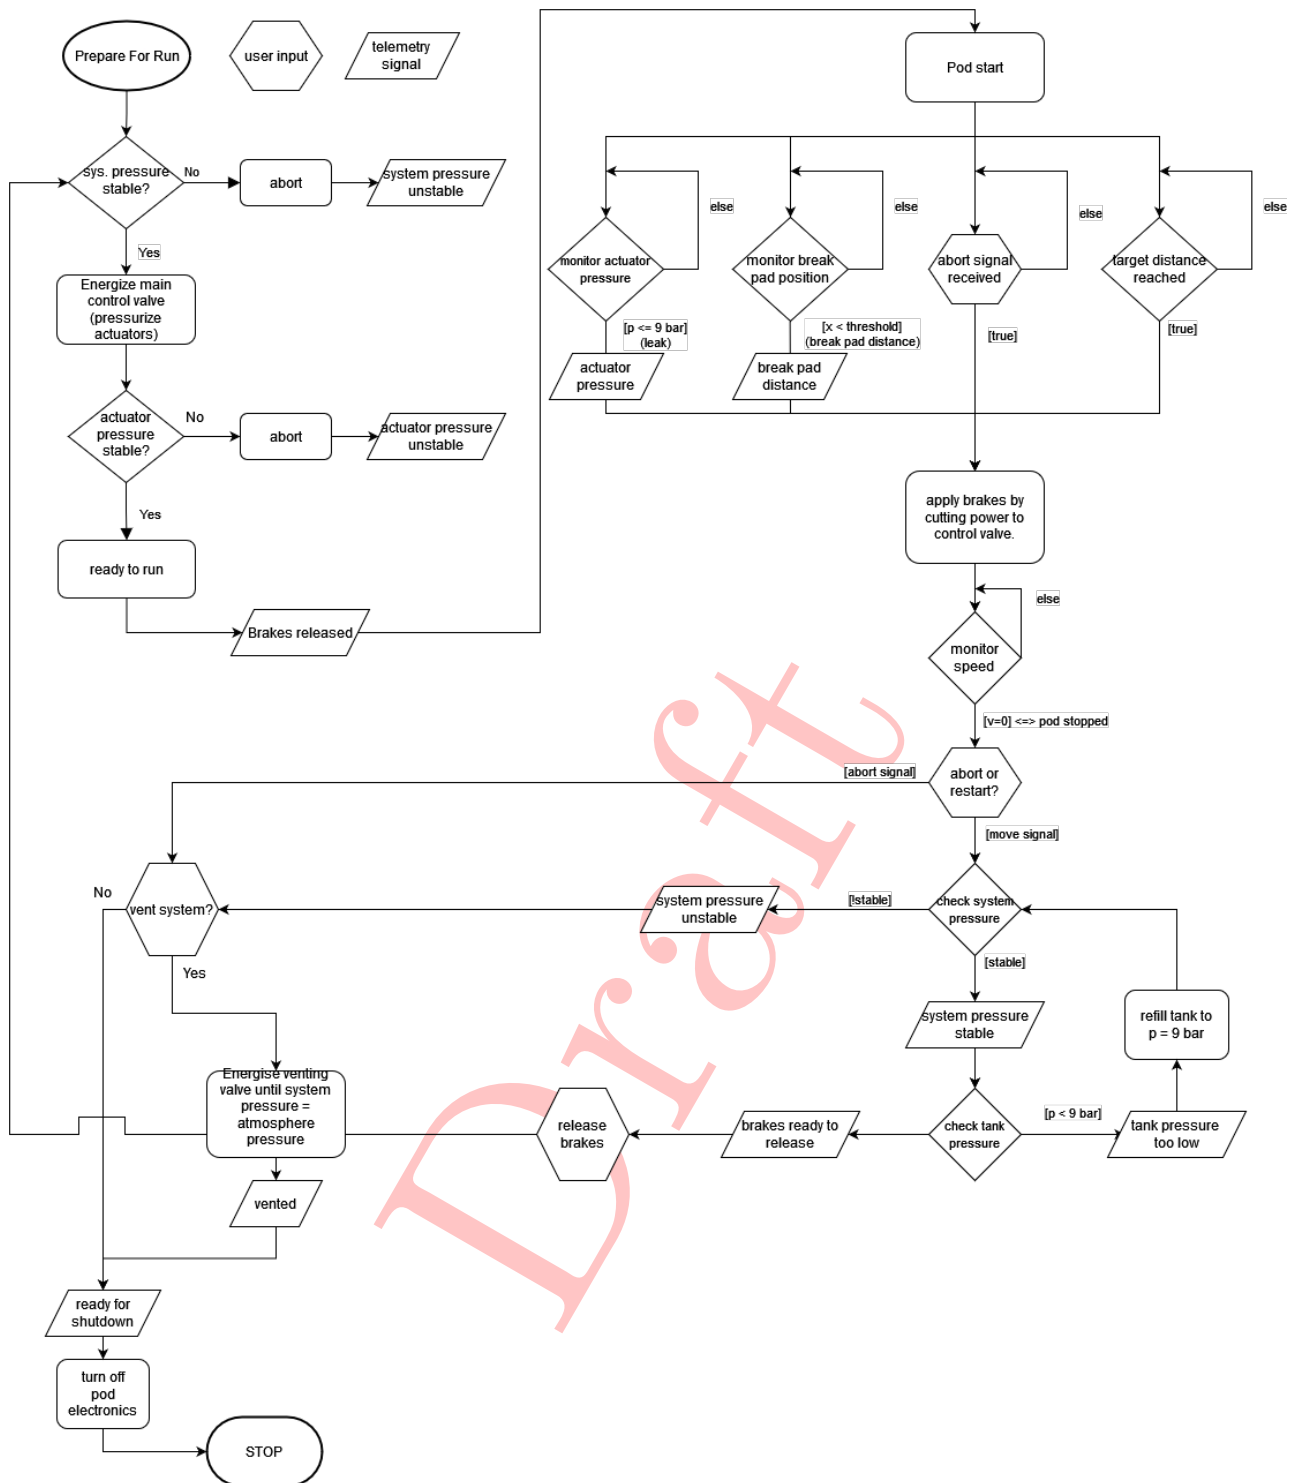 Prepare For Run
user input
telemetry
signal
Pod start
sys. pressure
stable?
No
abort
system pressure
unstable
Yes
Energize main
control valve
(pressurize
actuators)
actuator
pressure
stable?
No
abort
actuator pressure
unstable
Yes
ready to run
Brakes released
else
else
else
else
monitor actuator
pressure
monitor break
pad position
abort signal
received
target distance
reached
[p <= 9 bar]
(leak)
[x < threshold]
(break pad distance)
[true]
[true]
actuator
pressure
break pad
distance
apply brakes by
cutting power to
control valve.
else
monitor
speed
[v=0] <=> pod stopped
abort or
restart?
[abort signal]
[move signal]
check system
pressure
[!stable]
system pressure
unstable
vent system?
No
Yes
[stable]
system pressure
stable
refill tank to
p = 9 bar
check tank
pressure
[p < 9 bar]
tank pressure
too low
brakes ready to
release
release
brakes
Energise venting
valve until system
pressure =
atmosphere
pressure
vented
ready for
shutdown
turn off
pod
electronics
STOP
Draft